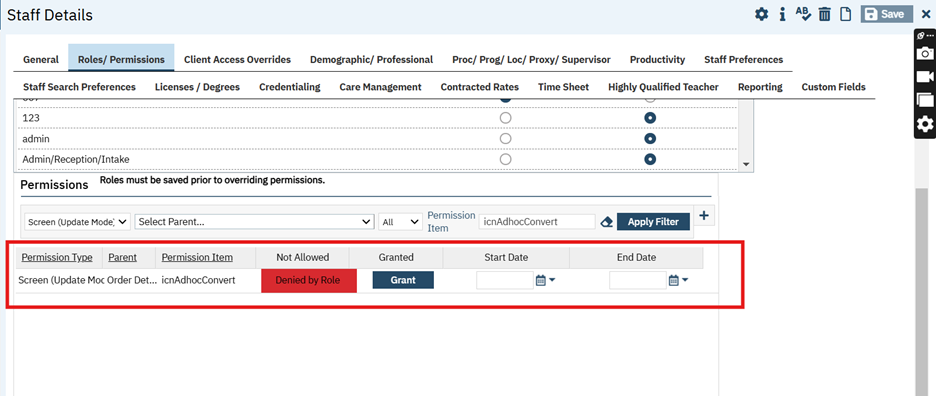 Staff Details
ABC Save
General Roles/ Permissions Client Access Overrides Demographic/ Professional Proc/ Prog/ Loc/ Proxy/ Supervisor Productivity Staff Preferences
Staff Search Preferences Licenses / Degrees Credentialing Care Management Contracted Rates Time Sheet Highly Qualified Teacher Reporting Custom Fields
123
admin
Admin/Reception/Intake
Permissions Roles must be saved prior to overriding permissions.
Screen (Update Mode) Select Parent... All Permission Item icnAdhocConvert Apply Filter
Permission Type Parent Permission Item Not Allowed Granted Start Date End Date
Screen (Update Moc Order Det... icnAdhocConvert Denied by Role Grant